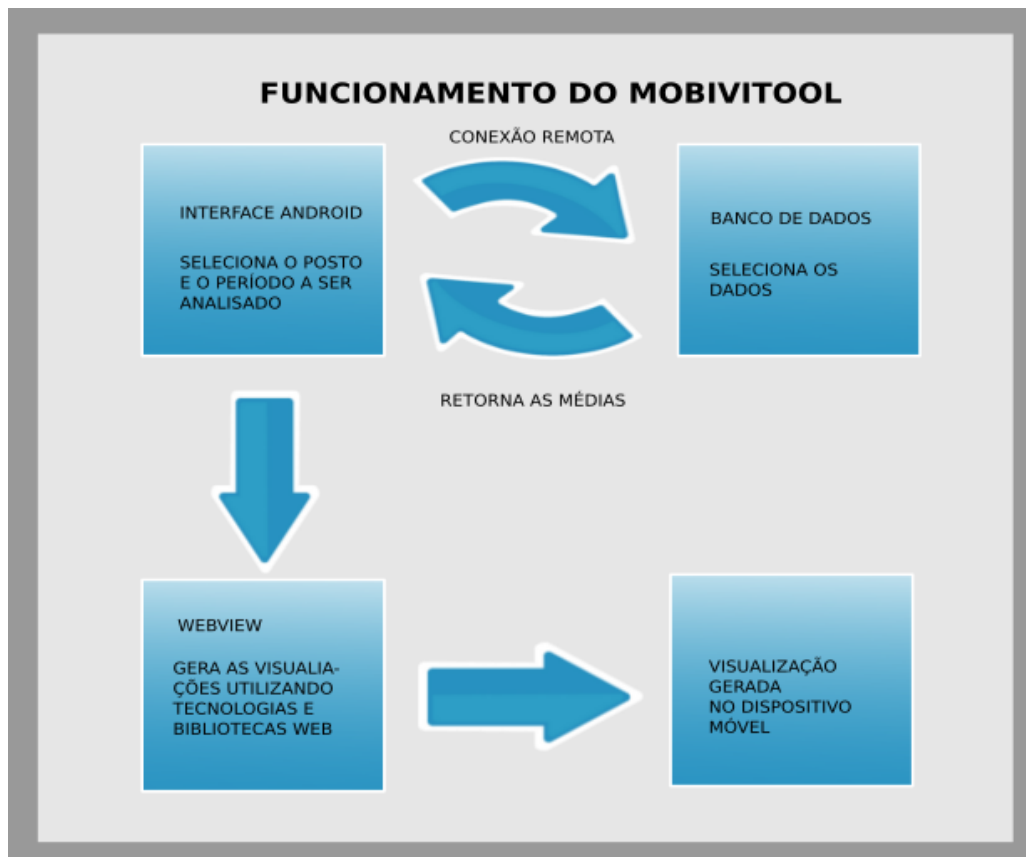 FUNCIONAMENTO DO MOBIVITOOL
CONEXÃO REMOTA
INTERFACE ANDROID
SELECIONA O POSTO
E O PERÍODO A SER
ANALISADO
BANCO DE DADOS
SELECIONA OS
DADOS
RETORNA AS MÉDIAS
WEBVIEW
GERA AS VISUALIA-
ÇÕES UTILIZANDO
TECNOLOGIAS E
BIBLIOTECAS WEB
VISUALIZAÇÃO
GERADA
NO DISPOSITIVO
MÓVEL